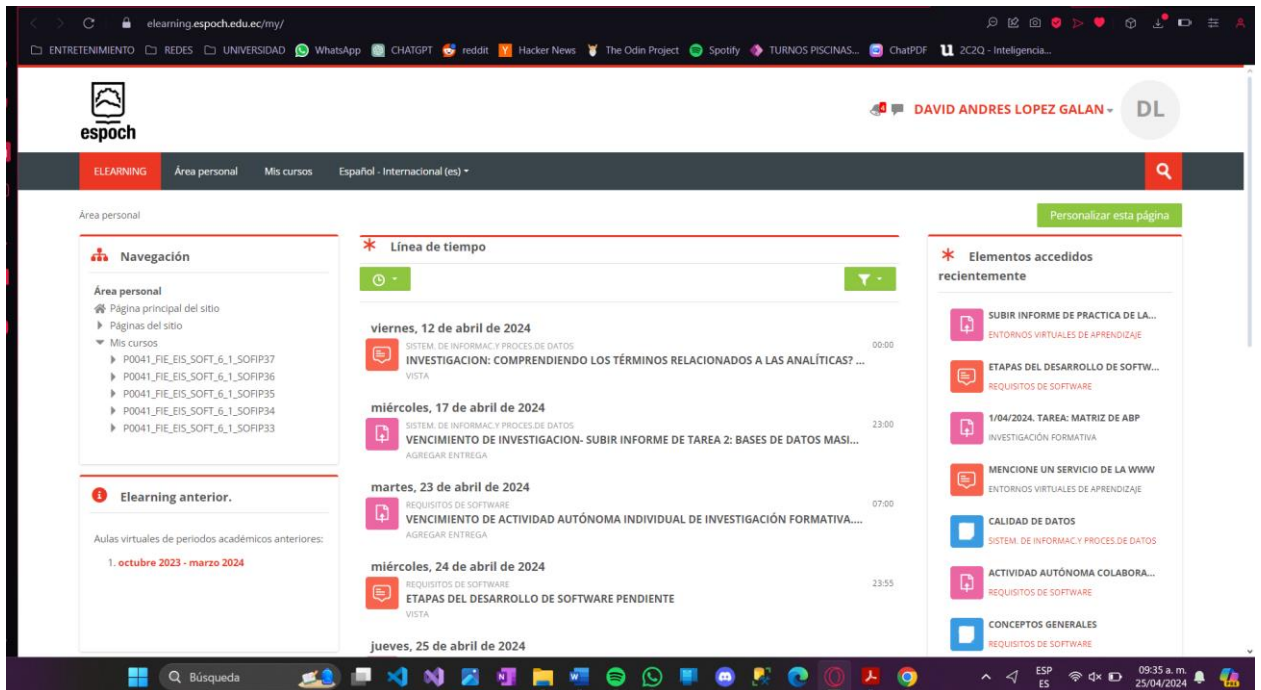 elearning.espoch.edu.ec/my/
ENTRETENIMIENTO REDES UNIVERSIDAD WhatsApp CHATGPT reddit Hacker News The Odin Project Spotify TURNOS PISCINAS... ChatPDF 2C2Q - Inteligencia...
espoch
4
DAVID ANDRES LOPEZ GALAN
DL
ELEARNING Área personal Mis cursos Español - Internacional (es)
Área personal
Personalizar esta página
Navegación
Área personal
Página principal del sitio
Páginas del sitio
Mis cursos
P0041_FIE_EIS_SOFT_6_1_SOFIP37
P0041_FIE_EIS_SOFT_6_1_SOFIP36
P0041_FIE_EIS_SOFT_6_1_SOFIP35
P0041_FIE_EIS_SOFT_6_1_SOFIP34
P0041_FIE_EIS_SOFT_6_1_SOFIP33
Elearning anterior.
Aulas virtuales de periodos académicos anteriores:
1. octubre 2023 - marzo 2024
Línea de tiempo
viernes, 12 de abril de 2024
SISTEM. DE INFORMAC.Y PROCES.DE DATOS 00:00
INVESTIGACION: COMPRENDIENDO LOS TÉRMINOS RELACIONADOS A LAS ANALÍTICAS? ...
VISTA
miércoles, 17 de abril de 2024
SISTEM. DE INFORMAC.Y PROCES.DE DATOS 23:00
VENCIMIENTO DE INVESTIGACION- SUBIR INFORME DE TAREA 2: BASES DE DATOS MASI...
AGREGAR ENTREGA
martes, 23 de abril de 2024
REQUISITOS DE SOFTWARE 07:00
VENCIMIENTO DE ACTIVIDAD AUTÓNOMA INDIVIDUAL DE INVESTIGACIÓN FORMATIVA....
AGREGAR ENTREGA
miércoles, 24 de abril de 2024
REQUISITOS DE SOFTWARE 23:55
ETAPAS DEL DESARROLLO DE SOFTWARE PENDIENTE
VISTA
jueves, 25 de abril de 2024
Elementos accedidos
recientemente
SUBIR INFORME DE PRACTICA DE LA...
ENTORNOS VIRTUALES DE APRENDIZAJE
ETAPAS DEL DESARROLLO DE SOFTW...
REQUISITOS DE SOFTWARE
1/04/2024. TAREA: MATRIZ DE ABP
INVESTIGACIÓN FORMATIVA
MENCIONE UN SERVICIO DE LA WWW
ENTORNOS VIRTUALES DE APRENDIZAJE
CALIDAD DE DATOS
SISTEM. DE INFORMAC.Y PROCES.DE DATOS
ACTIVIDAD AUTÓNOMA COLABORA...
REQUISITOS DE SOFTWARE
CONCEPTOS GENERALES
REQUISITOS DE SOFTWARE
Búsqueda
ESP
ES
09:35 a. m.
25/04/2024